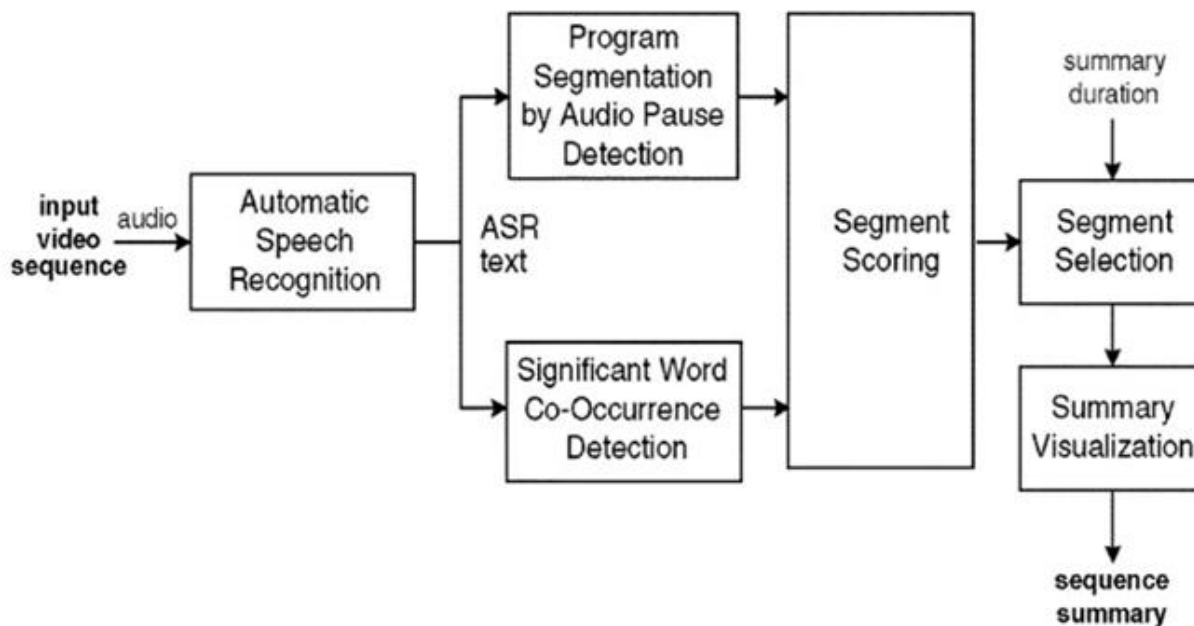 input
video
sequence
audio
Automatic
Speech
Recognition
ASR
text
Program
Segmentation
by Audio Pause
Detection
Significant Word
Co-Occurrence
Detection
Segment
Scoring
summary
duration
Segment
Selection
Summary
Visualization
sequence
summary